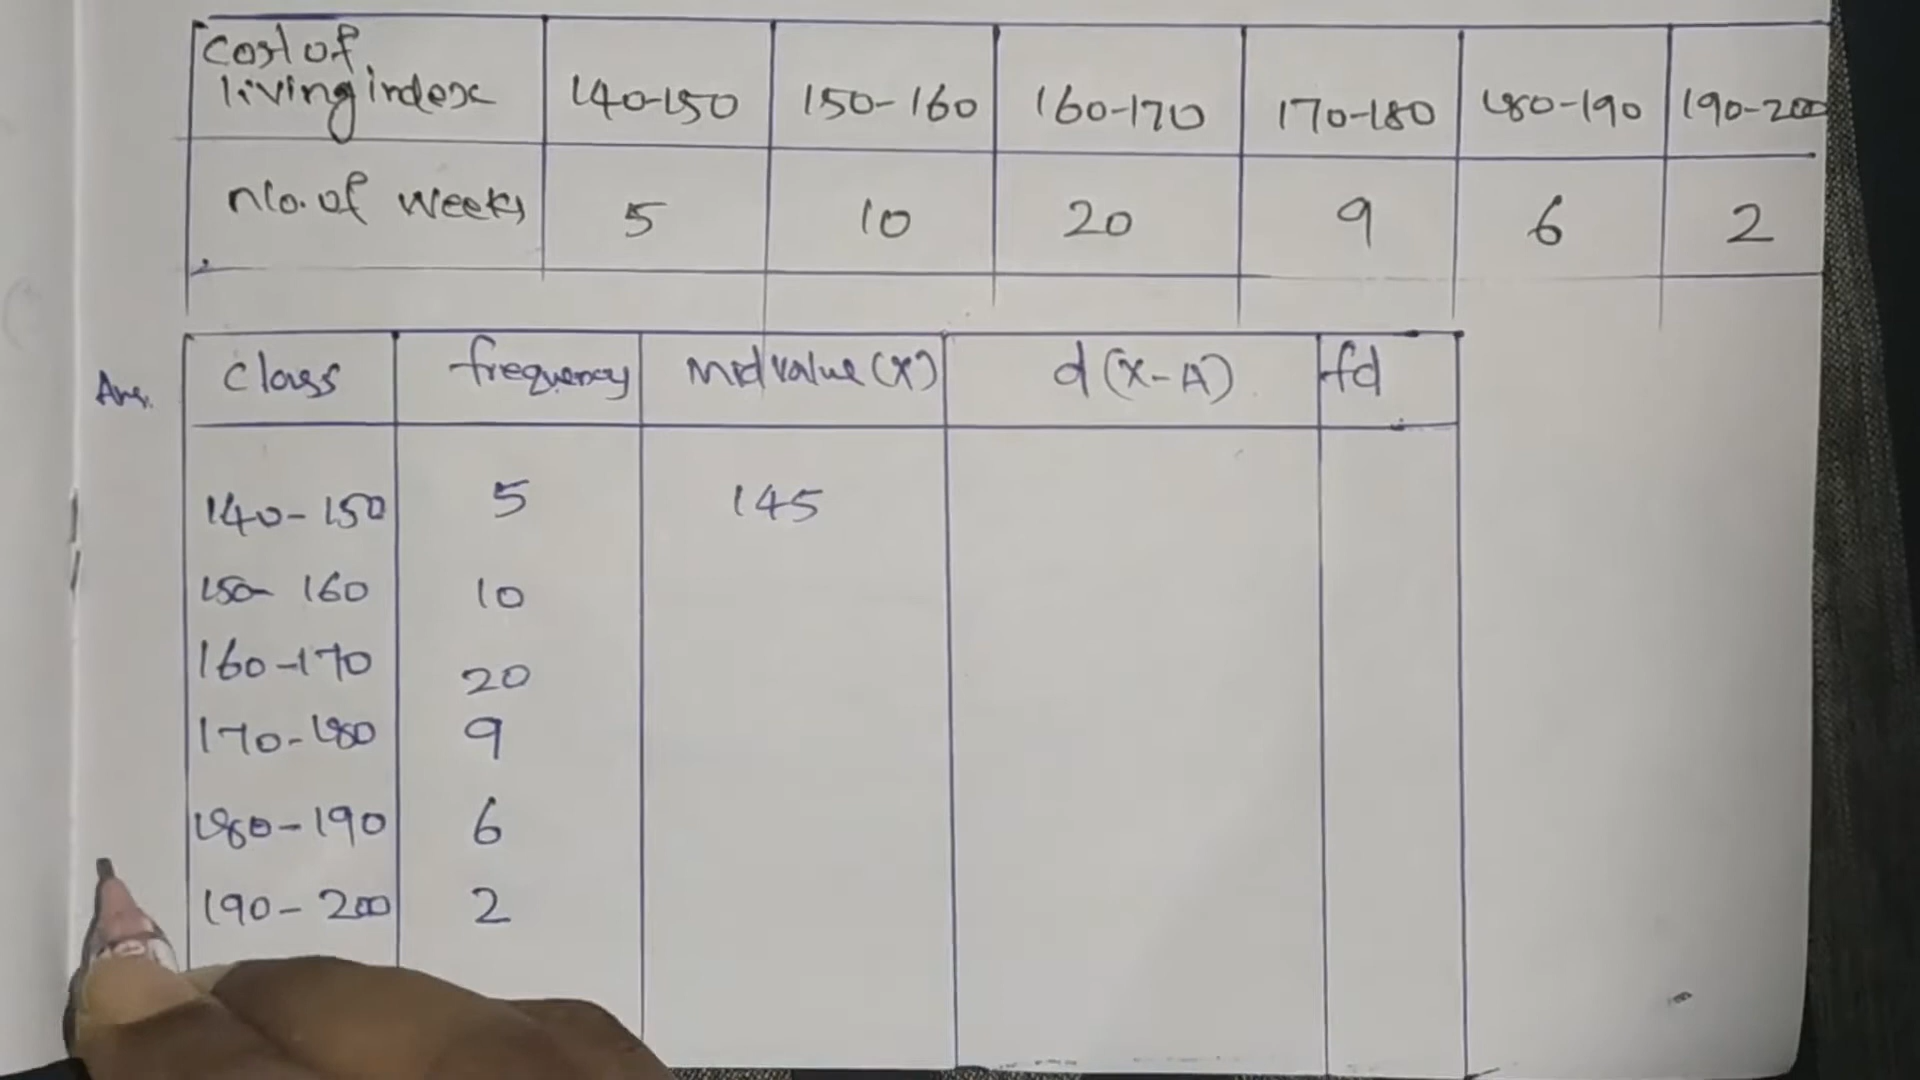 Cost of
living index 140-150 150-160 160-170 170-180 180-190 190-200
No. of weeks 5 10 20 9 6 2
Ans. class frequency Mid value (X) d (X-A) fd
140-150 5 145
150-160 10
160-170 20
170-180 9
180-190 6
190-200 2